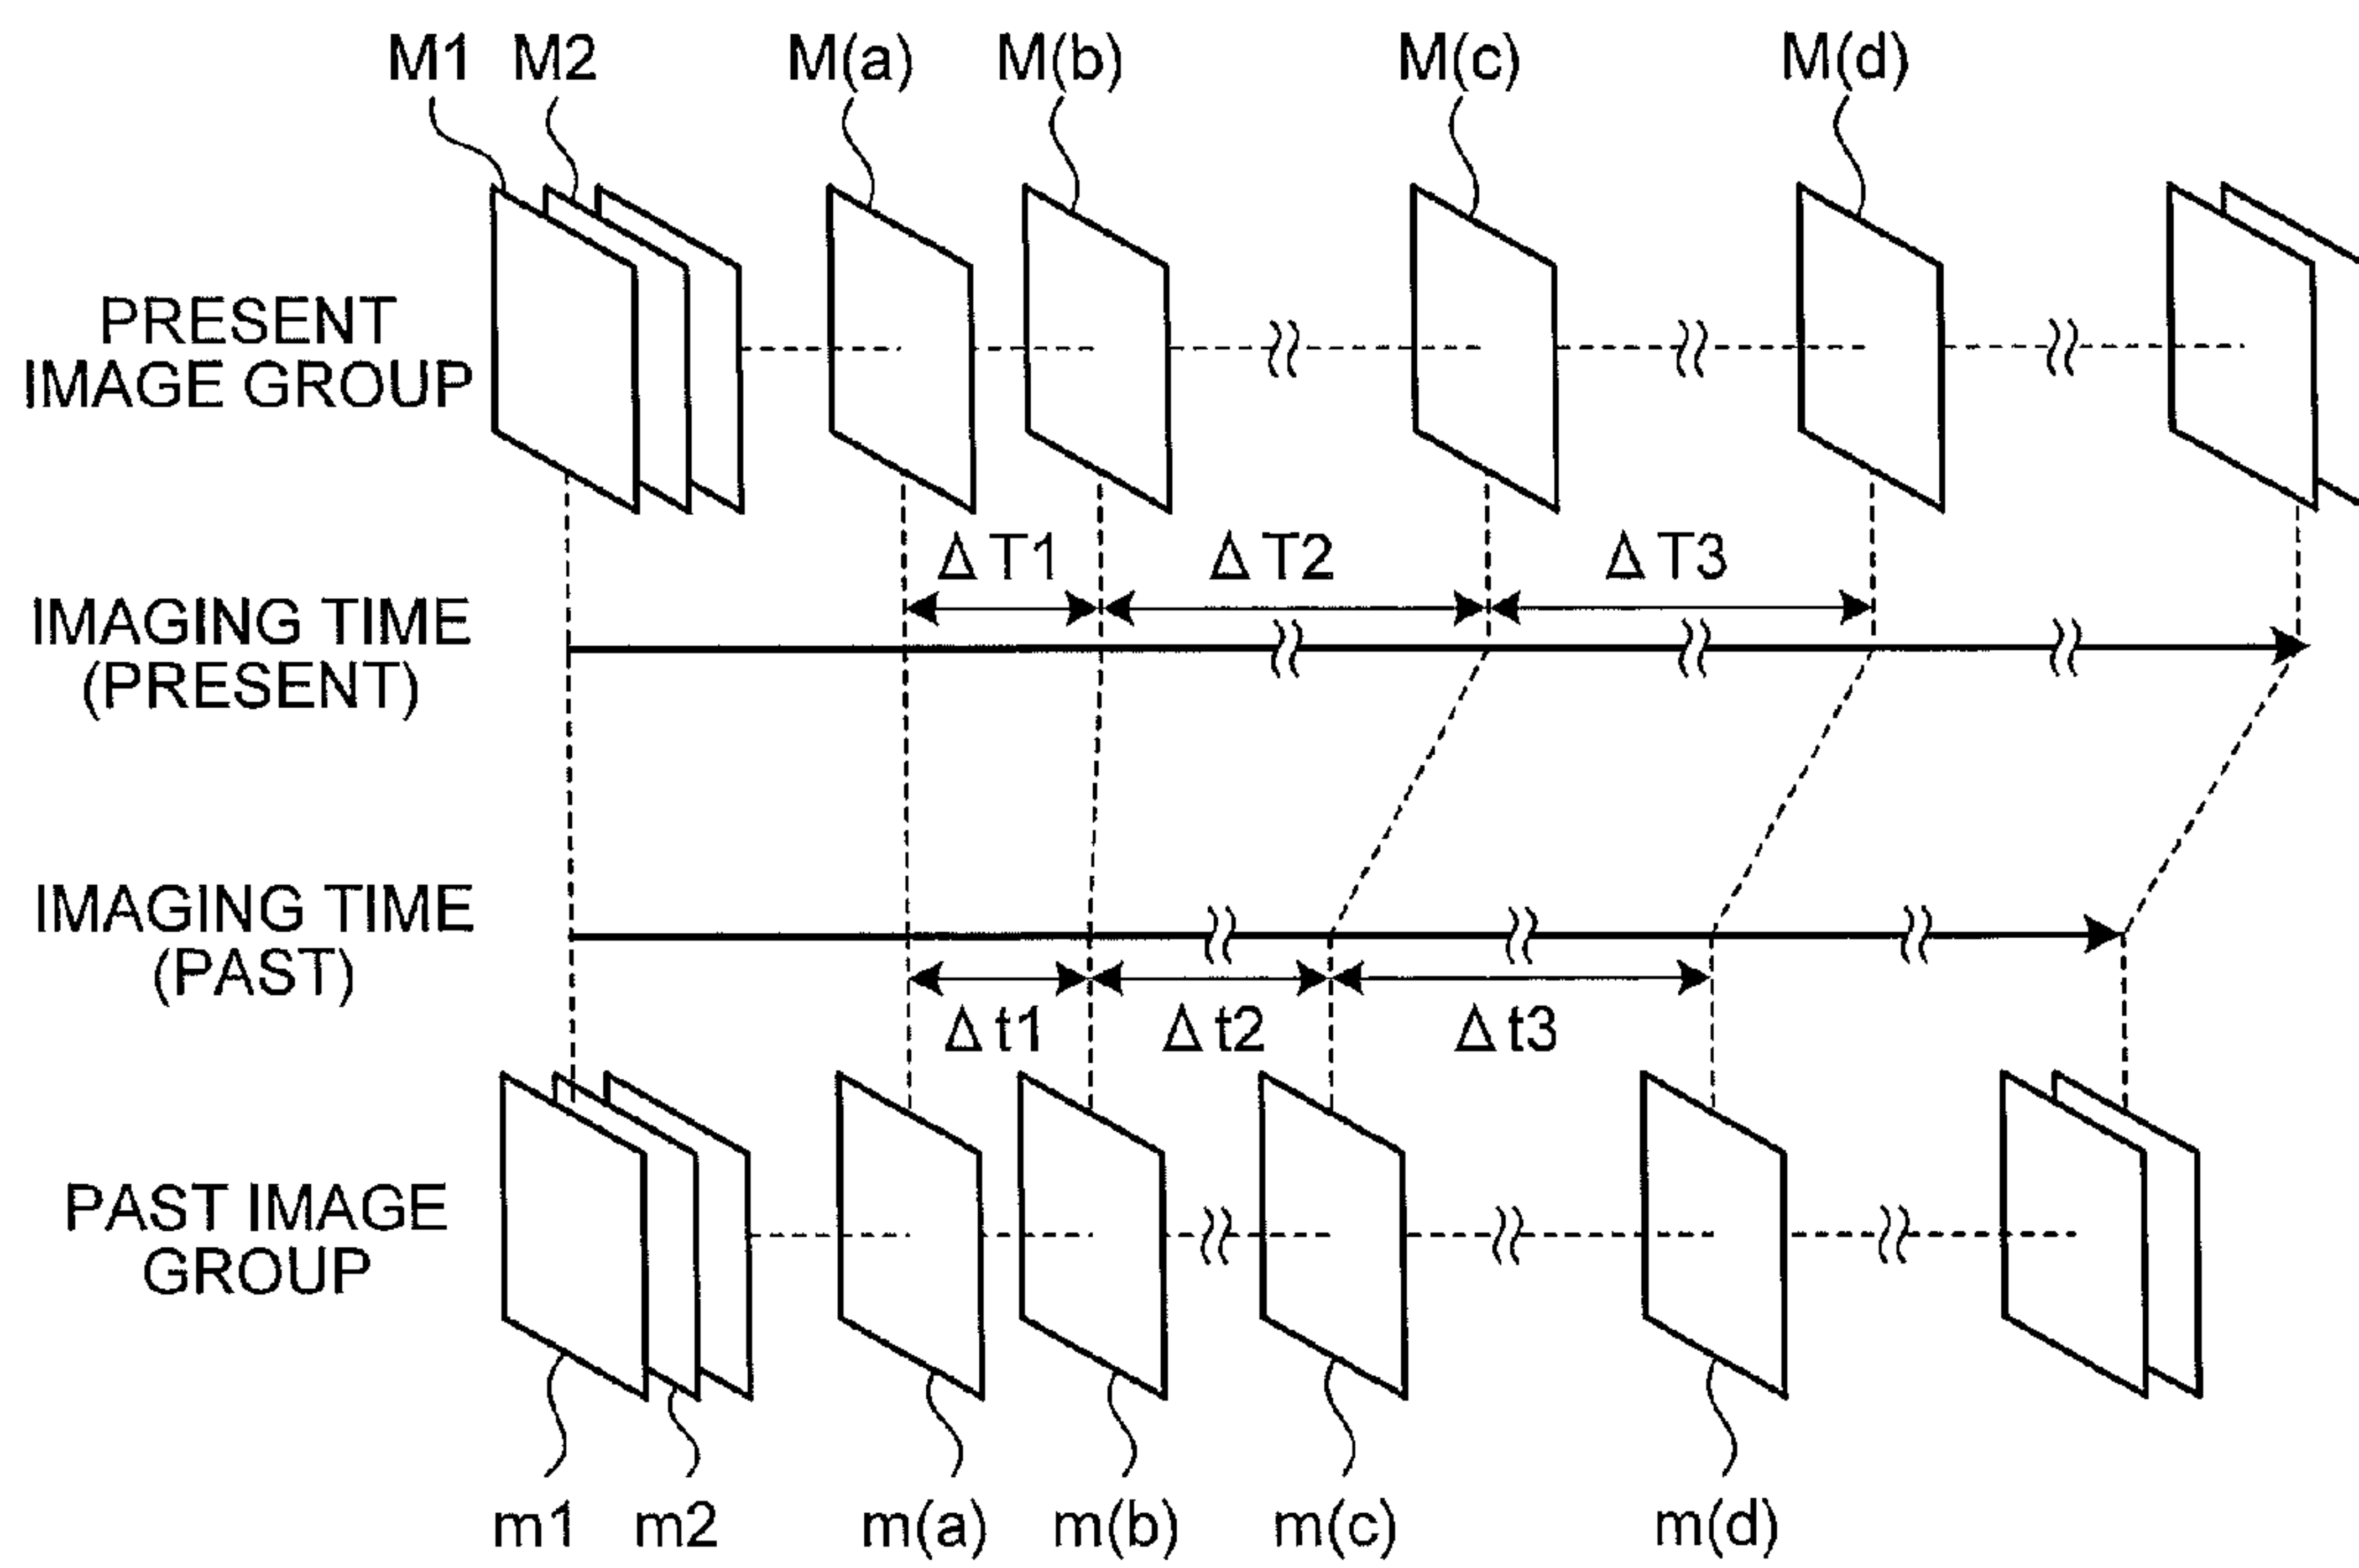 M1 M2 M(a) M(b) M(c) M(d)
PRESENT
IMAGE GROUP
ΔT1 ΔT2 ΔT3
IMAGING TIME
(PRESENT)
IMAGING TIME
(PAST)
Δt1 Δt2 Δt3
PAST IMAGE
GROUP
m1 m2 m(a) m(b) m(c) m(d)